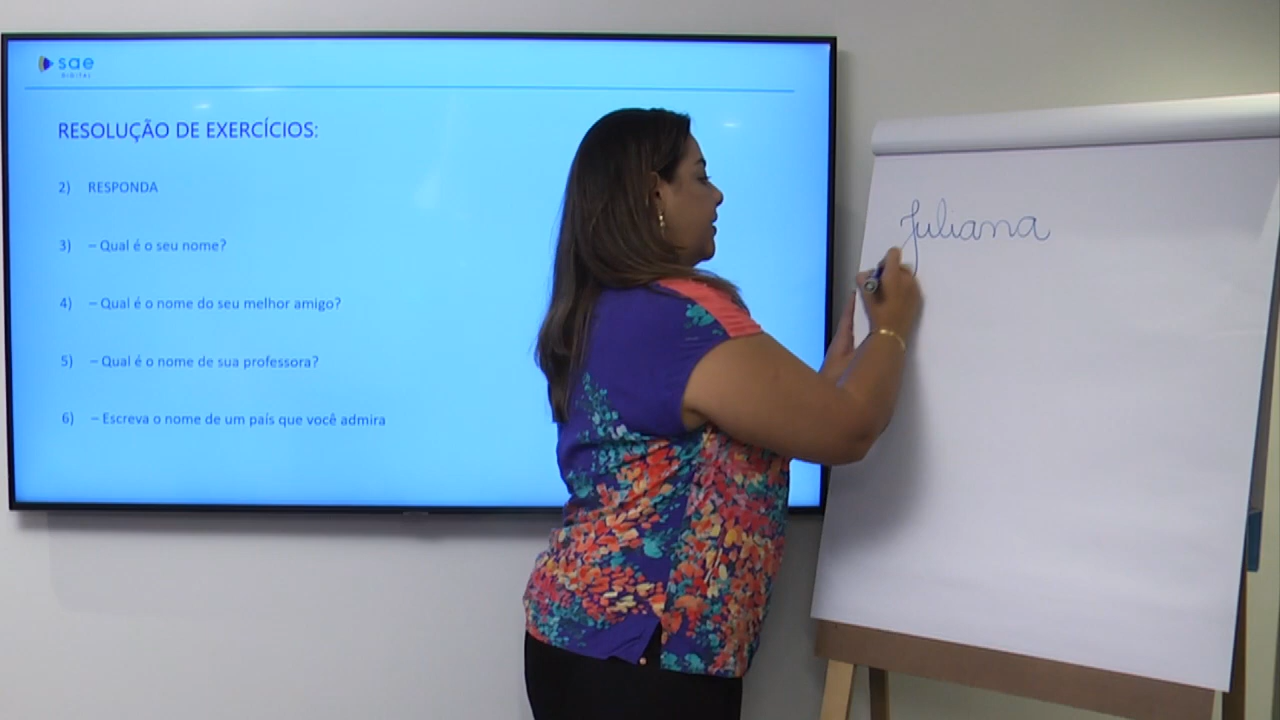 sae
digital
RESOLUÇÃO DE EXERCÍCIOS:
2) RESPONDA
3) – Qual é o seu nome?
4) – Qual é o nome do seu melhor amigo?
5) – Qual é o nome de sua professora?
6) – Escreva o nome de um país que você admira
Juliana